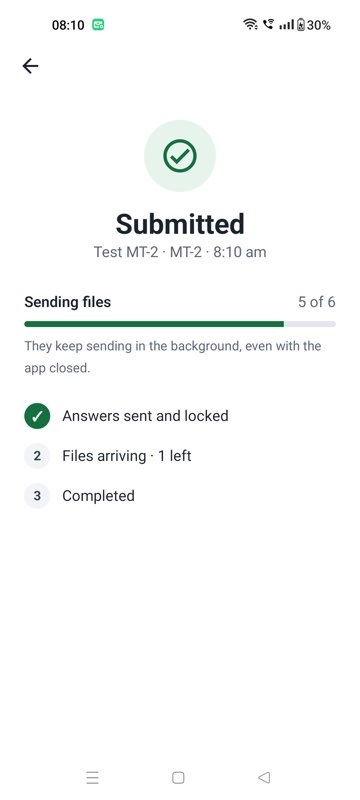 08:10
30%
Submitted
Test MT-2 · MT-2 · 8:10 am
Sending files 5 of 6
They keep sending in the background, even with the
app closed.
Answers sent and locked
2 Files arriving · 1 left
3 Completed